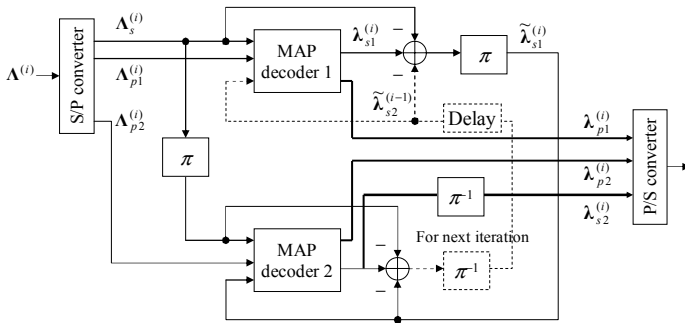 Λ^(i)
S/P converter
Λ_s^(i)
Λ_p1^(i)
Λ_p2^(i)
π
MAP
decoder 1
λ_s1^(i)
−
−
π
λ̃_s1^(i)
λ̃_s2^(i−1)
Delay
λ_p1^(i)
λ_p2^(i)
λ_s2^(i)
P/S converter
π⁻¹
MAP
decoder 2
−
−
For next iteration
π⁻¹